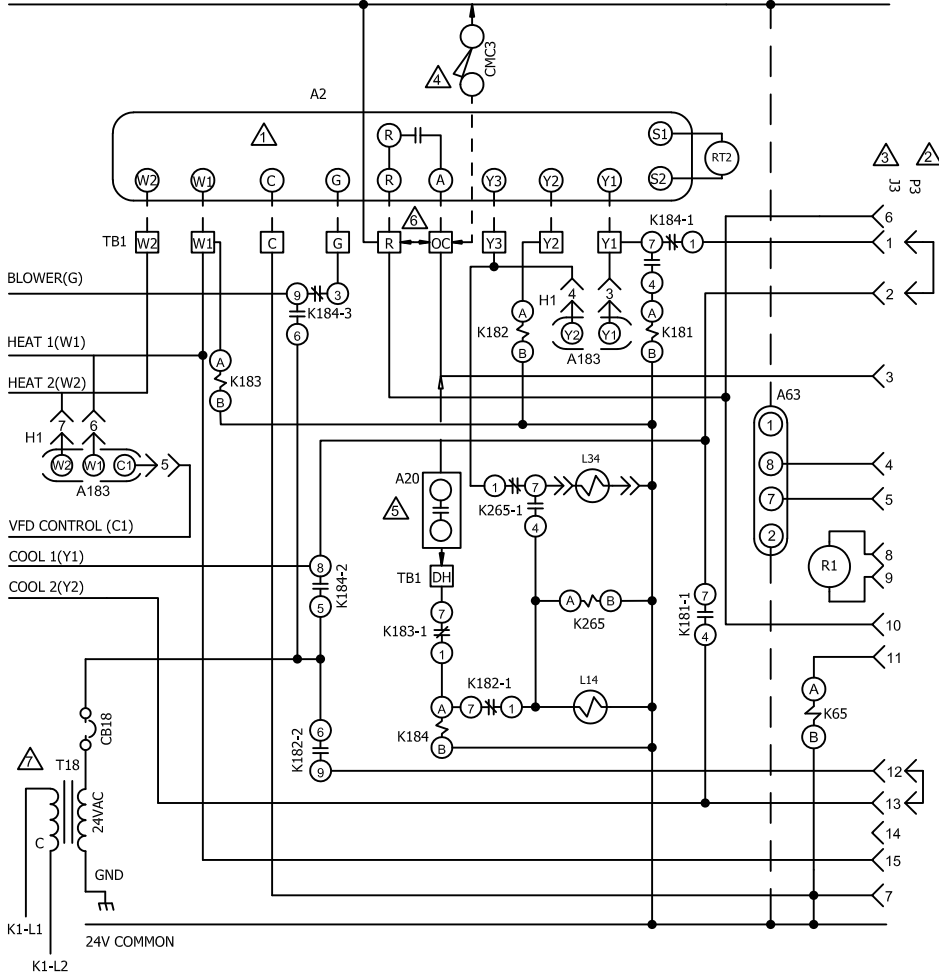 CMC3
4
A2
1
R
S1
RT2
3
2
J3
P3
W2
W1
C
G
R
A
Y3
Y2
Y1
S2
6
K184-1
6
TB1
W2
W1
C
G
R
OC
Y3
Y2
Y1
7
1
1
BLOWER(G)
9
3
K184-3
H1
4
3
4
2
6
K182
A
Y2
Y1
A
K181
HEAT 1(W1)
B
A183
B
A
K183
3
HEAT 2(W2)
B
A63
7
6
1
H1
W2
W1
C1
5
A20
L34
8
4
A183
5
1
7
7
5
K265-1
4
VFD CONTROL (C1)
2
COOL 1(Y1)
8
K184-2
TB1
DH
R1
8
9
COOL 2(Y2)
5
7
A
B
K265
K181-1
7
4
10
K183-1
1
11
K182-1
L14
A
CB18
A
7
1
K65
K182-2
6
K184
B
B
7
T18
9
12
24VAC
13
C
14
GND
15
7
K1-L1
24V COMMON
K1-L2